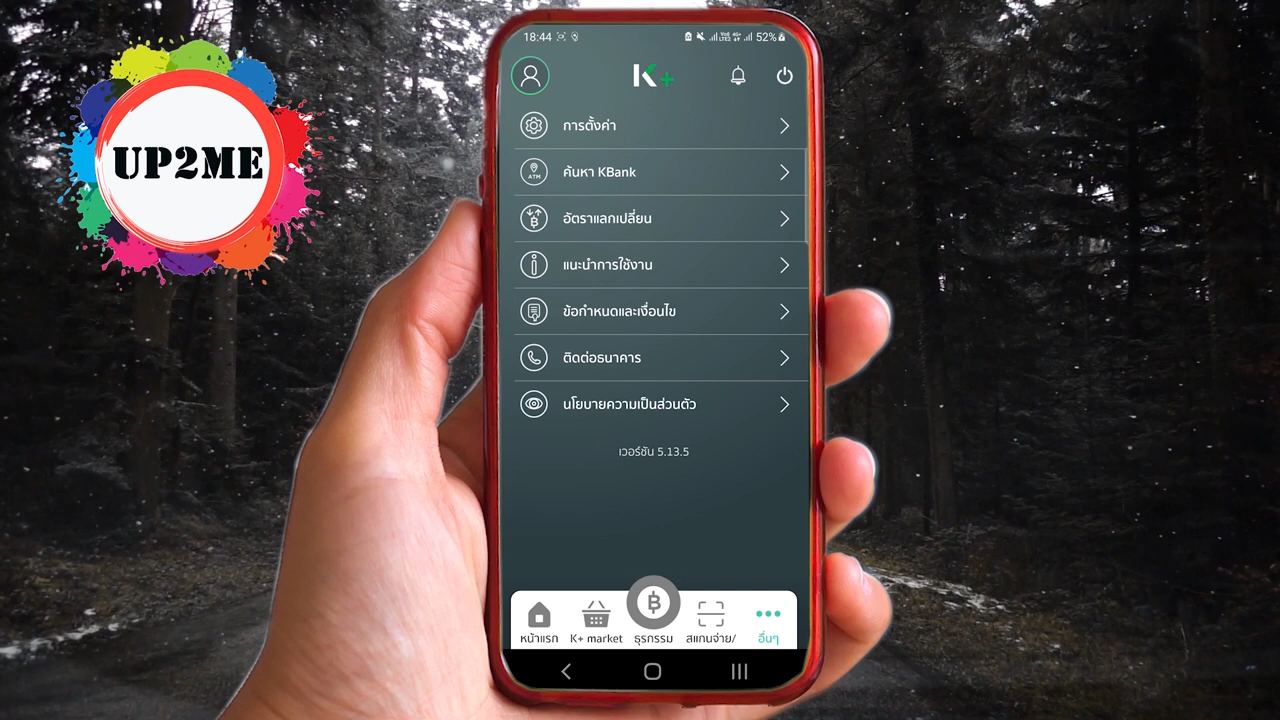 UP2ME
18:44
52%
K+
การตั้งค่า
ATM
ค้นหา KBank
อัตราแลกเปลี่ยน
แนะนำการใช้งาน
ข้อกำหนดและเงื่อนไข
ติดต่อธนาคาร
นโยบายความเป็นส่วนตัว
เวอร์ชัน 5.13.5
หน้าแรก
K+ market
ธุรกรรม
สแกนจ่าย/
อื่นๆ